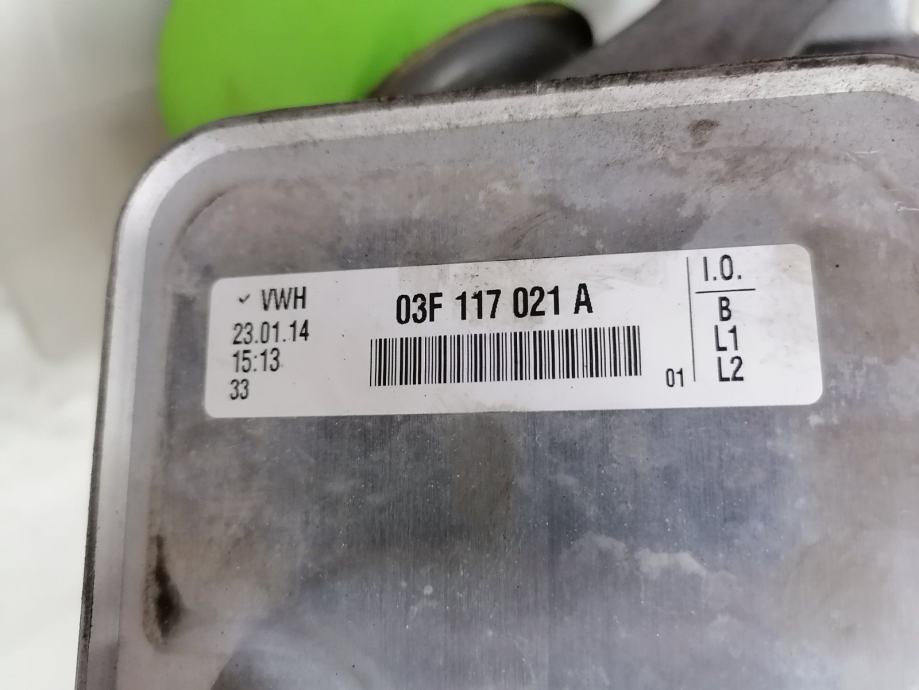 ✓ VWH
23.01.14
15:13
33
03F 117 021 A
01
I.O.
B
L1
L2